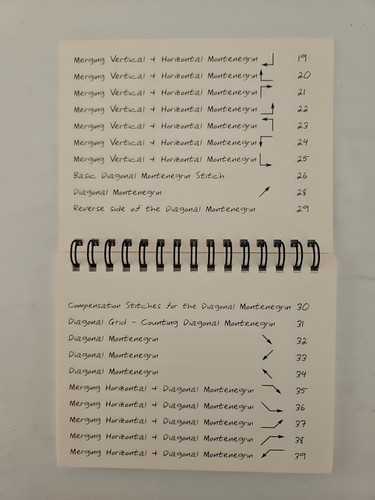 Merging Vertical + Horizontal Montenegrin 19
Merging Vertical + Horizontal Montenegrin 20
Merging Vertical + Horizontal Montenegrin 21
Merging Vertical + Horizontal Montenegrin 22
Merging Vertical + Horizontal Montenegrin 23
Merging Vertical + Horizontal Montenegrin 24
Merging Vertical + Horizontal Montenegrin 25
Basic Diagonal Montenegrin Stitch 26
Diagonal Montenegrin 28
Reverse side of the Diagonal Montenegrin 29
Compensation Stitches for the Diagonal Montenegrin 30
Diagonal Grid - Counting Diagonal Montenegrin 31
Diagonal Montenegrin 32
Diagonal Montenegrin 33
Diagonal Montenegrin 34
Merging Horizontal + Diagonal Montenegrin 35
Merging Horizontal + Diagonal Montenegrin 36
Merging Horizontal + Diagonal Montenegrin 37
Merging Horizontal + Diagonal Montenegrin 38
Merging Horizontal + Diagonal Montenegrin 39